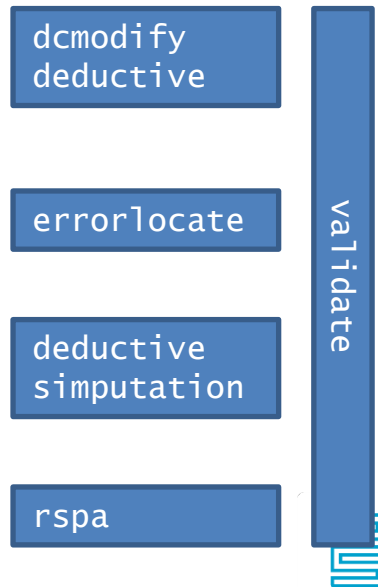 dcmodify
deductive
errorlocate
validate
deductive
simputation
rspa